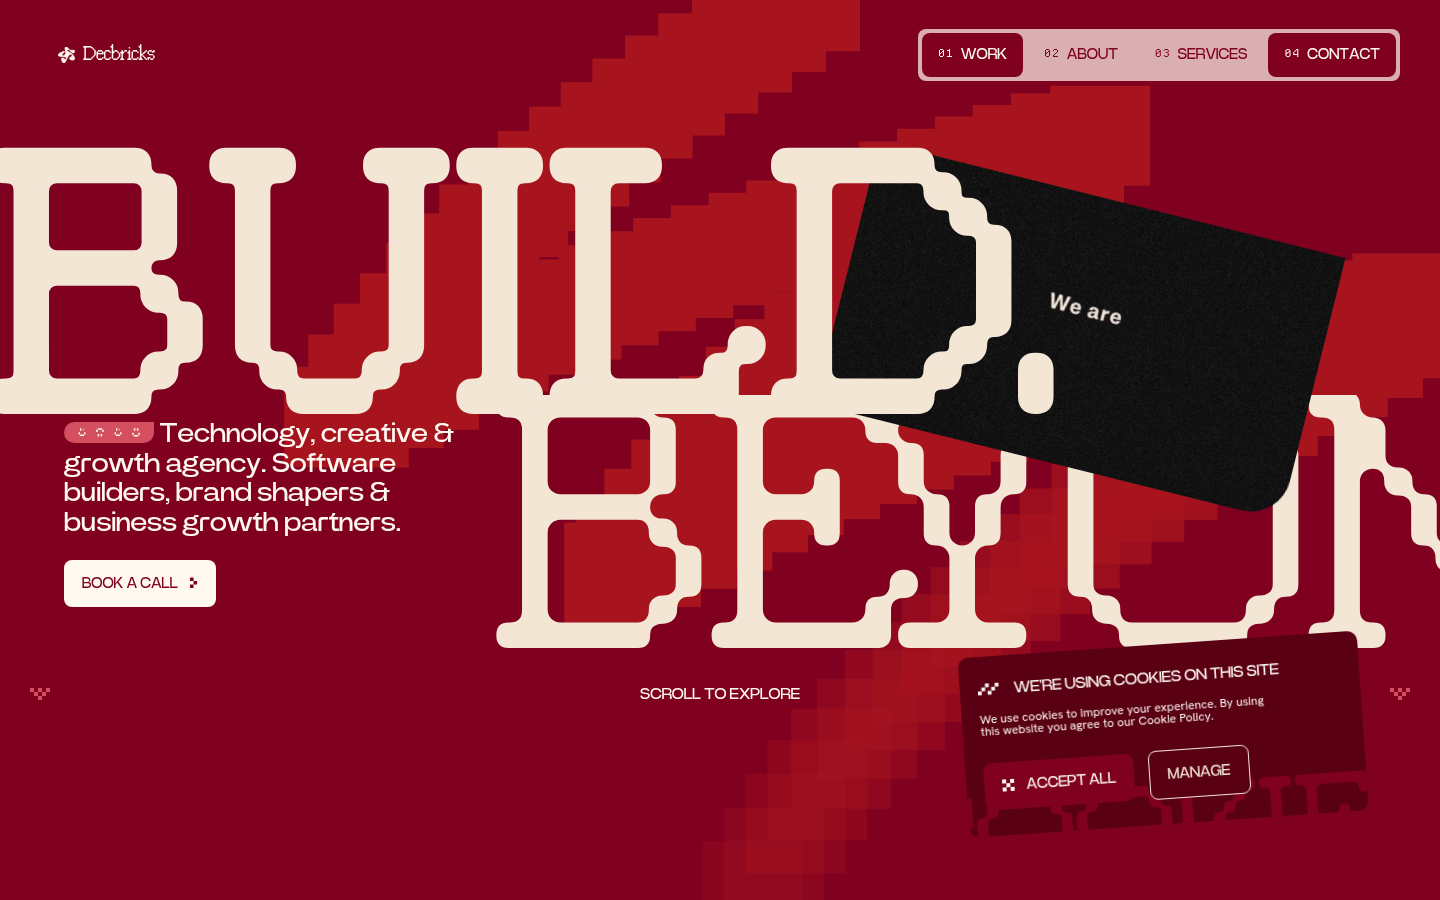 Decbricks
01 WORK 02 ABOUT 03 SERVICES 04 CONTACT
BUILD.
We are
BEYON
Technology, creative &
growth agency. Software
builders, brand shapers &
business growth partners.
BOOK A CALL
SCROLL TO EXPLORE
WE'RE USING COOKIES ON THIS SITE
We use cookies to improve your experience. By using
this website you agree to our Cookie Policy.
ACCEPT ALL
MANAGE